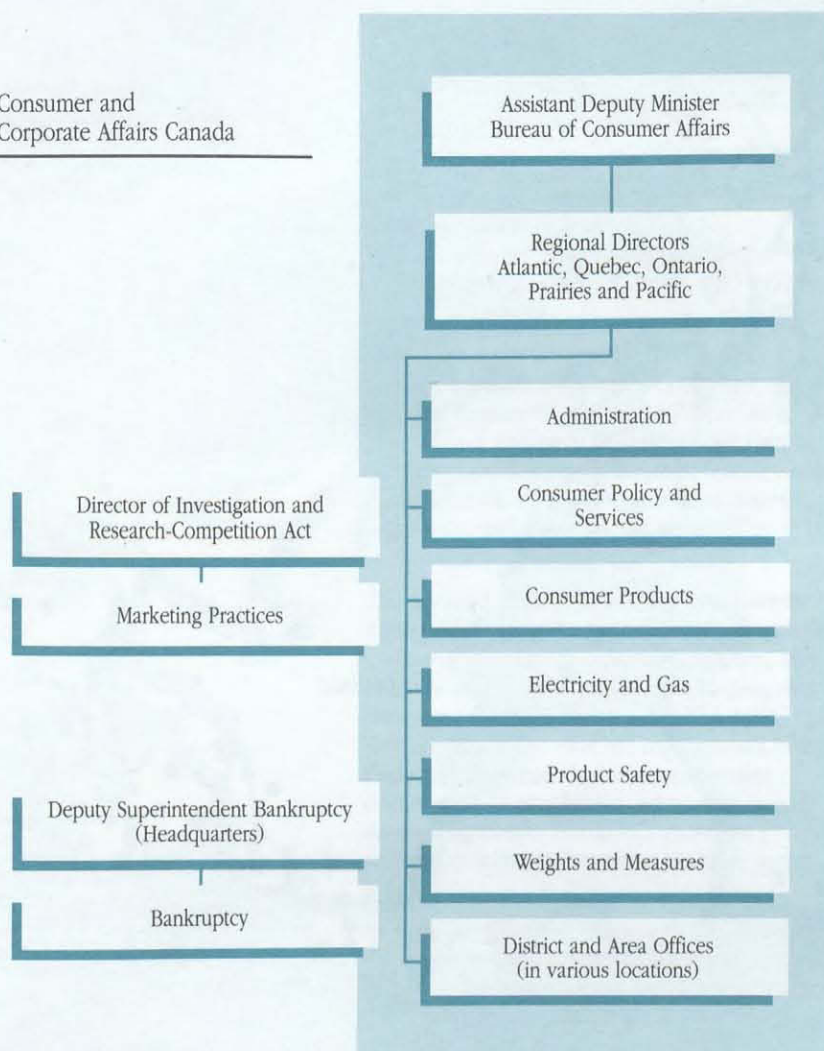 Consumer and
Corporate Affairs Canada
Assistant Deputy Minister
Bureau of Consumer Affairs
Regional Directors
Atlantic, Quebec, Ontario,
Prairies and Pacific
Administration
Consumer Policy and
Services
Consumer Products
Electricity and Gas
Product Safety
Weights and Measures
District and Area Offices
(in various locations)
Director of Investigation and
Research-Competition Act
Marketing Practices
Deputy Superintendent Bankruptcy
(Headquarters)
Bankruptcy